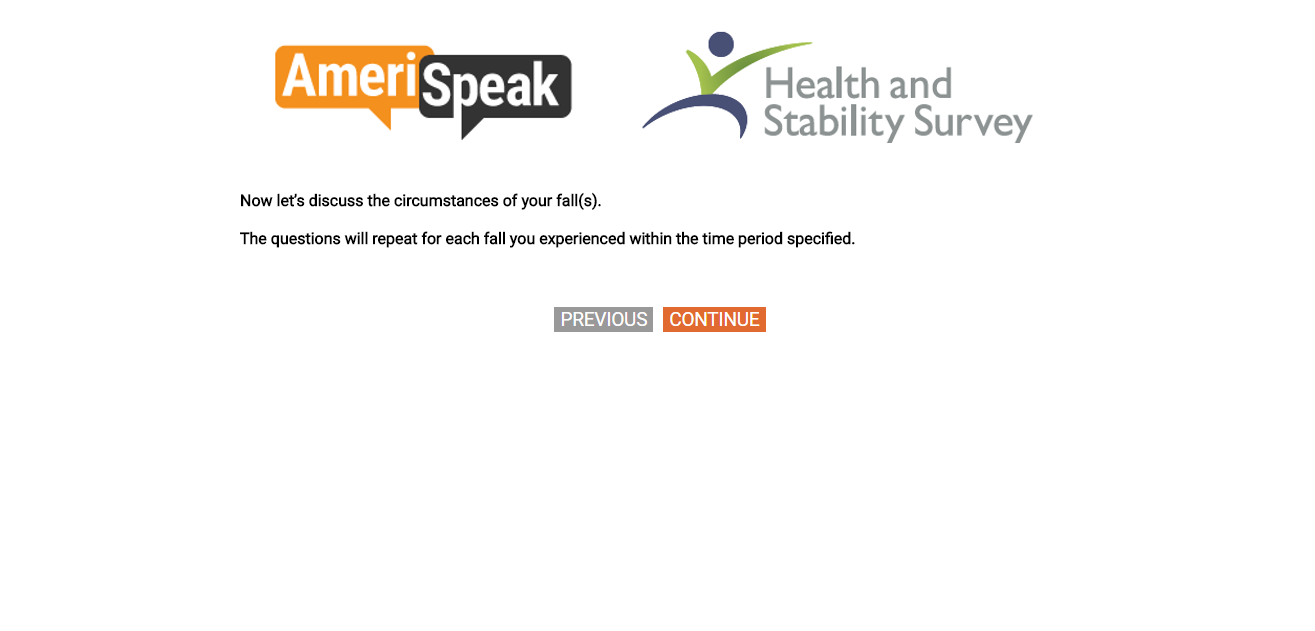 AmeriSpeak
Health and
Stability Survey
Now let's discuss the circumstances of your fall(s).
The questions will repeat for each fall you experienced within the time period specified.
PREVIOUS CONTINUE